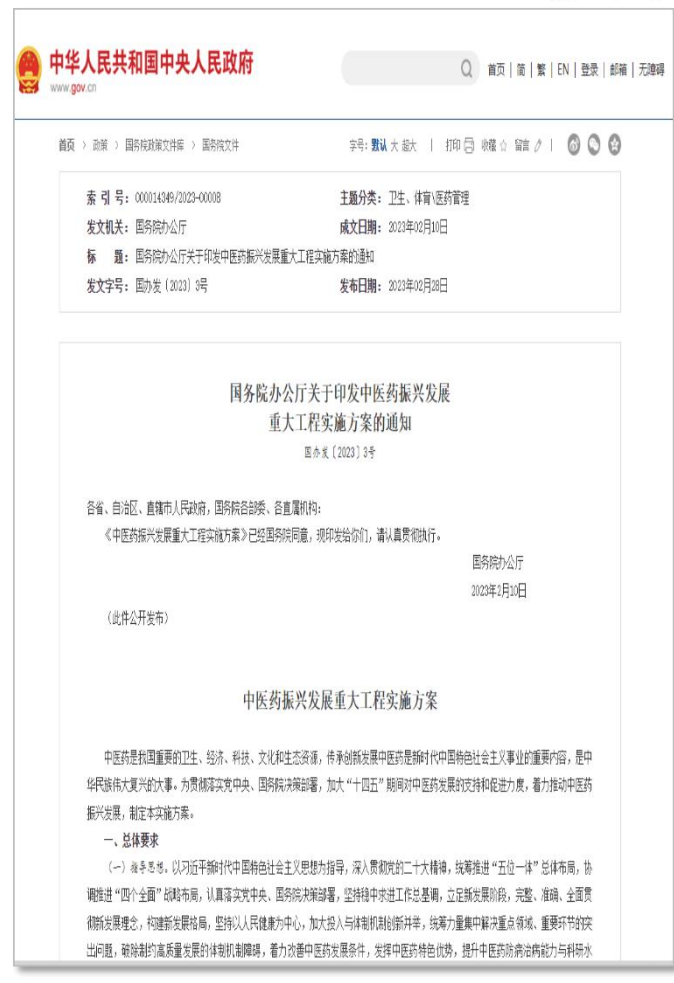 中华人民共和国中央人民政府
www.gov.cn
首页 | 简 | 繁 | EN | 登录 | 邮箱 | 无障碍
首页 > 政策 > 国务院政策文件库 > 国务院文件
字号：默认 大 超大 | 打印 收藏 留言 |
索 引 号：000014349/2023-00008
主题分类：卫生、体育\医药管理
发文机关：国务院办公厅
成文日期：2023年02月10日
标 题：国务院办公厅关于印发中医药振兴发展重大工程实施方案的通知
发文字号：国办发〔2023〕3号
发布日期：2023年02月28日
国务院办公厅关于印发中医药振兴发展
重大工程实施方案的通知
国办发〔2023〕3号
各省、自治区、直辖市人民政府，国务院各部委、各直属机构：
《中医药振兴发展重大工程实施方案》已经国务院同意，现印发给你们，请认真贯彻执行。
国务院办公厅
2023年2月10日
（此件公开发布）
中医药振兴发展重大工程实施方案
中医药是我国重要的卫生、经济、科技、文化和生态资源，传承创新发展中医药是新时代中国特色社会主义事业的重要内容，是中
华民族伟大复兴的大事。为贯彻落实党中央、国务院决策部署，加大“十四五”期间对中医药发展的支持和促进力度，着力推动中医药
振兴发展，制定本实施方案。
一、总体要求
（一）指导思想。以习近平新时代中国特色社会主义思想为指导，深入贯彻党的二十大精神，统筹推进“五位一体”总体布局，协
调推进“四个全面”战略布局，认真落实党中央、国务院决策部署，坚持稳中求进工作总基调，立足新发展阶段，完整、准确、全面贯
彻新发展理念，构建新发展格局，坚持以人民健康为中心，加大投入与体制机制创新并举，统筹力量集中解决重点领域、重要环节的突
出问题，破除制约高质量发展的体制机制障碍，着力改善中医药发展条件，发挥中医药特色优势，提升中医药防病治病能力与科研水